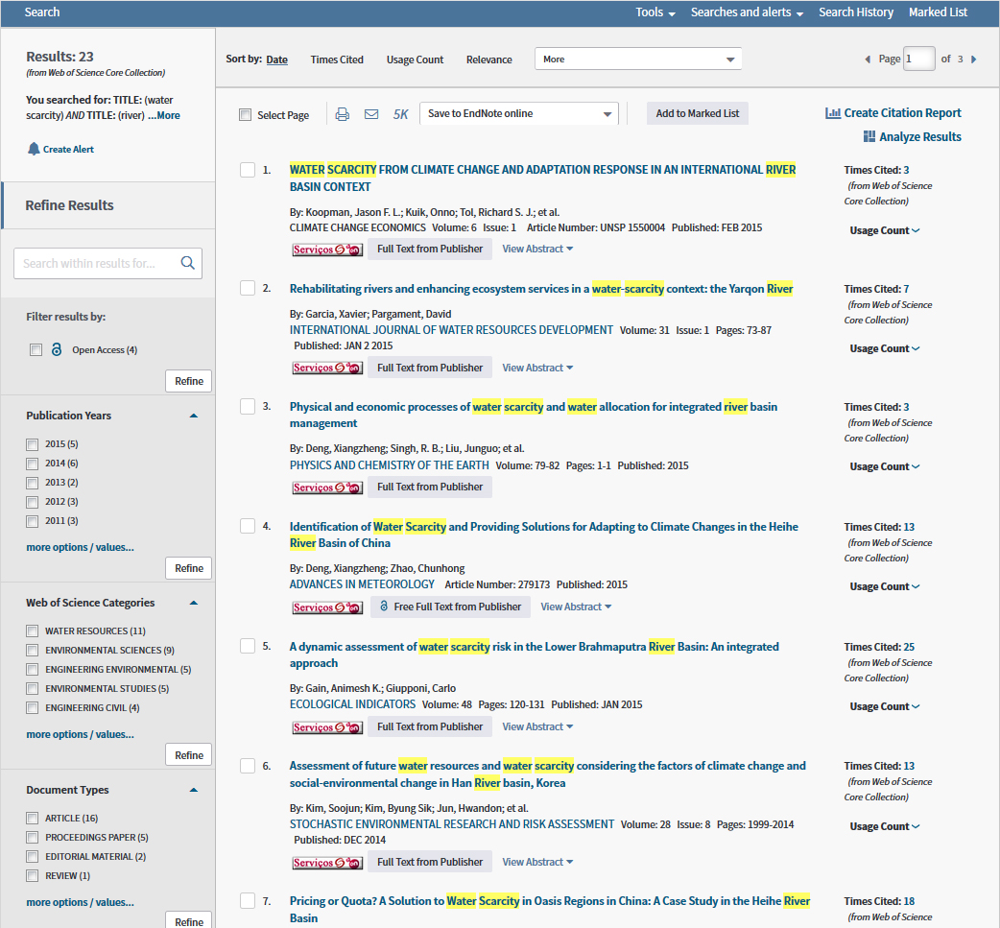 Search
Tools
Searches and alerts
Search History
Marked List
Results: 23
(from Web of Science Core Collection)
You searched for: TITLE: (water
scarcity) AND TITLE: (river) ...More
Create Alert
Refine Results
Search within results for...
Filter results by:
Open Access (4)
Refine
Publication Years
2015 (5)
2014 (6)
2013 (2)
2012 (3)
2011 (3)
more options / values...
Refine
Web of Science Categories
WATER RESOURCES (11)
ENVIRONMENTAL SCIENCES (9)
ENGINEERING ENVIRONMENTAL (5)
ENVIRONMENTAL STUDIES (5)
ENGINEERING CIVIL (4)
more options / values...
Refine
Document Types
ARTICLE (16)
PROCEEDINGS PAPER (5)
EDITORIAL MATERIAL (2)
REVIEW (1)
more options / values...
Refine
Sort by: Date Times Cited Usage Count Relevance More
Page 1 of 3
Select Page 5K Save to EndNote online Add to Marked List
Create Citation Report
Analyze Results
1. WATER SCARCITY FROM CLIMATE CHANGE AND ADAPTATION RESPONSE IN AN INTERNATIONAL RIVER
BASIN CONTEXT
By: Koopman, Jason F. L.; Kuik, Onno; Tol, Richard S. J.; et al.
CLIMATE CHANGE ECONOMICS Volume: 6 Issue: 1 Article Number: UNSP 1550004 Published: FEB 2015
Serviços Full Text from Publisher View Abstract
Times Cited: 3
(from Web of Science
Core Collection)
Usage Count
2. Rehabilitating rivers and enhancing ecosystem services in a water-scarcity context: the Yarqon River
By: Garcia, Xavier; Pargament, David
INTERNATIONAL JOURNAL OF WATER RESOURCES DEVELOPMENT Volume: 31 Issue: 1 Pages: 73-87
Published: JAN 2 2015
Serviços Full Text from Publisher View Abstract
Times Cited: 7
(from Web of Science
Core Collection)
Usage Count
3. Physical and economic processes of water scarcity and water allocation for integrated river basin
management
By: Deng, Xiangzheng; Singh, R. B.; Liu, Junguo; et al.
PHYSICS AND CHEMISTRY OF THE EARTH Volume: 79-82 Pages: 1-1 Published: 2015
Serviços Full Text from Publisher
Times Cited: 3
(from Web of Science
Core Collection)
Usage Count
4. Identification of Water Scarcity and Providing Solutions for Adapting to Climate Changes in the Heihe
River Basin of China
By: Deng, Xiangzheng; Zhao, Chunhong
ADVANCES IN METEOROLOGY Article Number: 279173 Published: 2015
Serviços Free Full Text from Publisher View Abstract
Times Cited: 13
(from Web of Science
Core Collection)
Usage Count
5. A dynamic assessment of water scarcity risk in the Lower Brahmaputra River Basin: An integrated
approach
By: Gain, Animesh K.; Giupponi, Carlo
ECOLOGICAL INDICATORS Volume: 48 Pages: 120-131 Published: JAN 2015
Serviços Full Text from Publisher View Abstract
Times Cited: 25
(from Web of Science
Core Collection)
Usage Count
6. Assessment of future water resources and water scarcity considering the factors of climate change and
social-environmental change in Han River basin, Korea
By: Kim, Soojun; Kim, Byung Sik; Jun, Hwandon; et al.
STOCHASTIC ENVIRONMENTAL RESEARCH AND RISK ASSESSMENT Volume: 28 Issue: 8 Pages: 1999-2014
Published: DEC 2014
Serviços Full Text from Publisher View Abstract
Times Cited: 13
(from Web of Science
Core Collection)
Usage Count
7. Pricing or Quota? A Solution to Water Scarcity in Oasis Regions in China: A Case Study in the Heihe River
Basin
Times Cited: 18
(from Web of Science